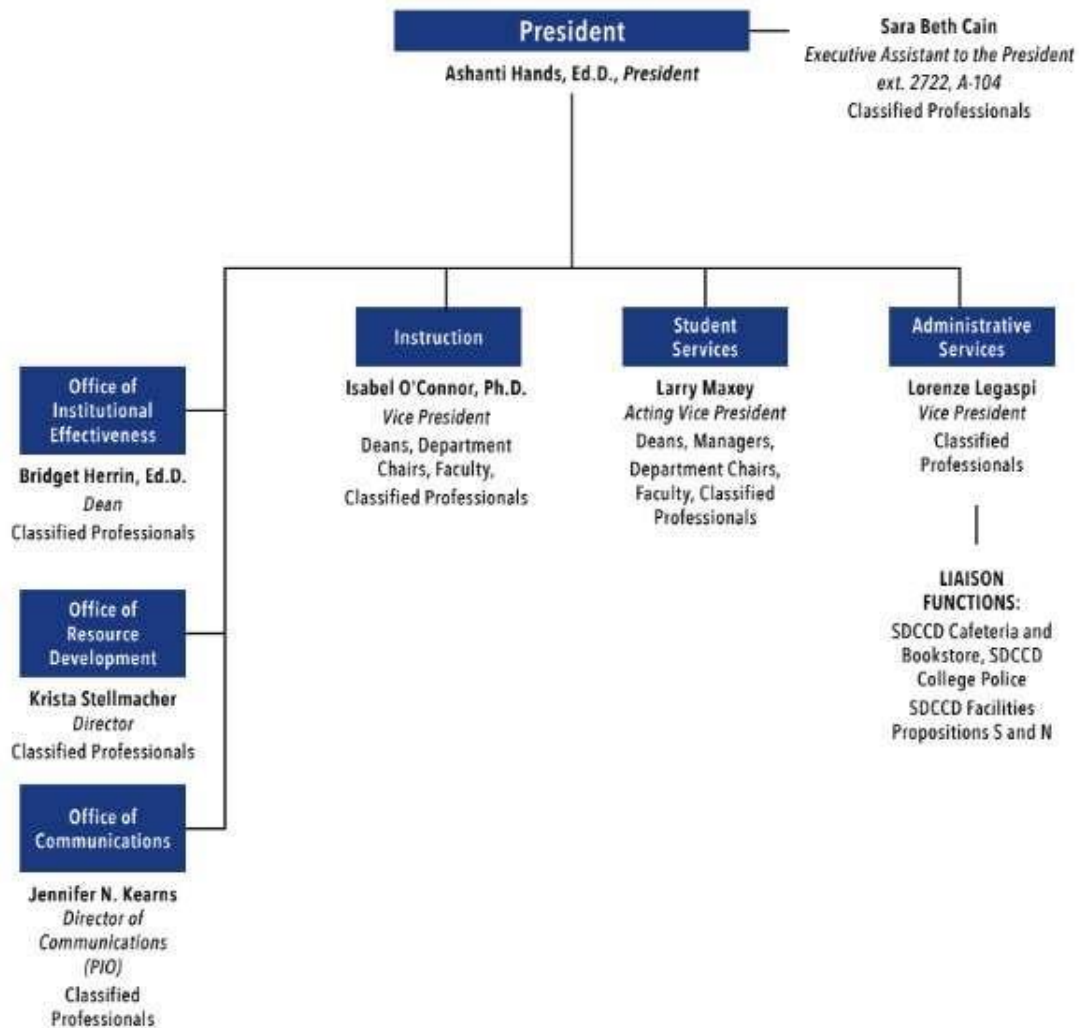 President
Ashanti Hands, Ed.D., President
Sara Beth Cain
Executive Assistant to the President
ext. 2722, A-104
Classified Professionals
Office of
Institutional
Effectiveness
Bridget Herrin, Ed.D.
Dean
Classified Professionals
Office of
Resource
Development
Krista Stellmacher
Director
Classified Professionals
Office of
Communications
Jennifer N. Kearns
Director of
Communications
(PIO)
Classified
Professionals
Instruction
Isabel O'Connor, Ph.D.
Vice President
Deans, Department
Chairs, Faculty,
Classified Professionals
Student
Services
Larry Maxey
Acting Vice President
Deans, Managers,
Department Chairs,
Faculty, Classified
Professionals
Administrative
Services
Lorenze Legaspi
Vice President
Classified
Professionals
LIAISON
FUNCTIONS:
SDCCD Cafeteria and
Bookstore, SDCCD
College Police
SDCCD Facilities
Propositions S and N